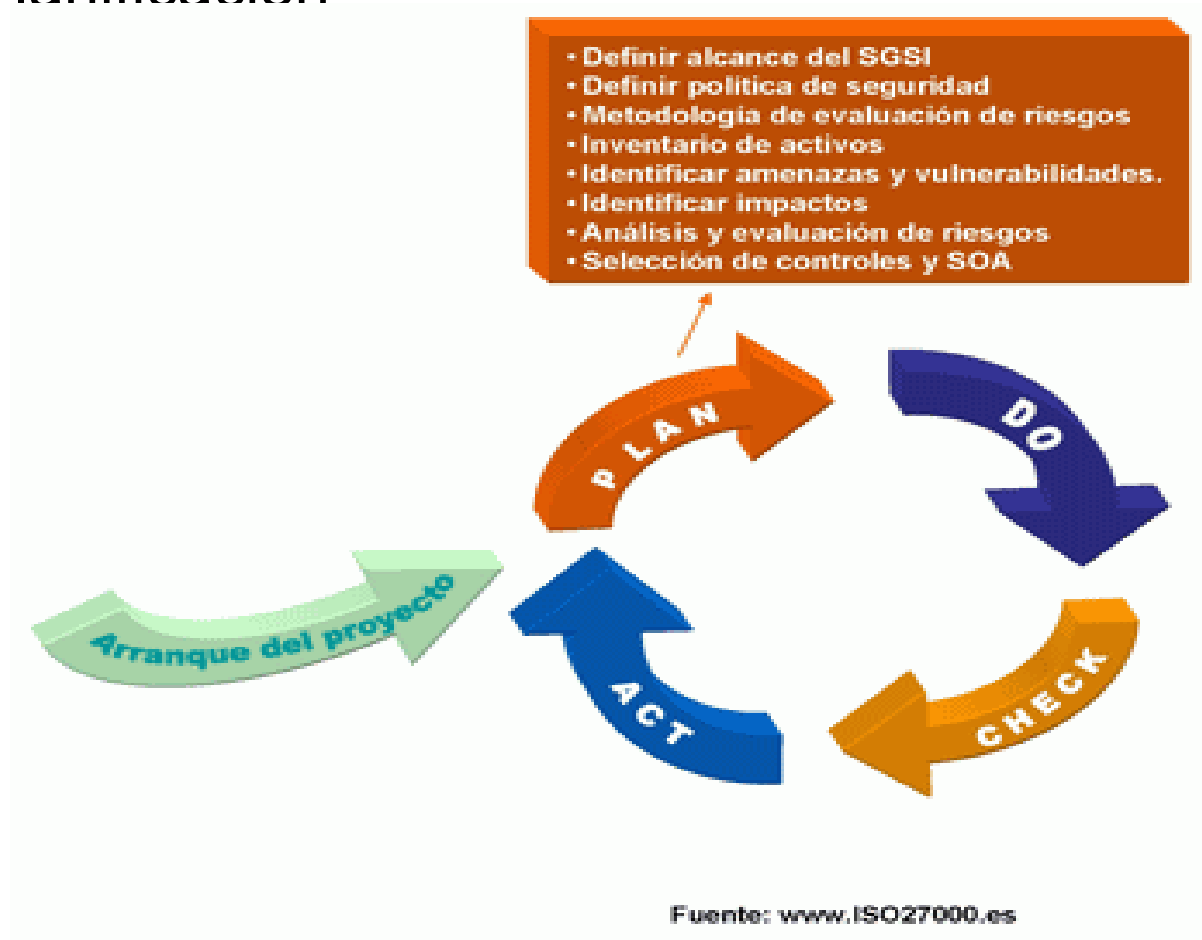 • Definir alcance del SGSI
• Definir política de seguridad
• Metodología de evaluación de riesgos
• Inventario de activos
• Identificar amenazas y vulnerabilidades.
• Identificar impactos
• Análisis y evaluación de riesgos
• Selección de controles y SOA
PLAN
DO
Arranque del proyecto
ACT
CHECK
Fuente: www.ISO27000.es